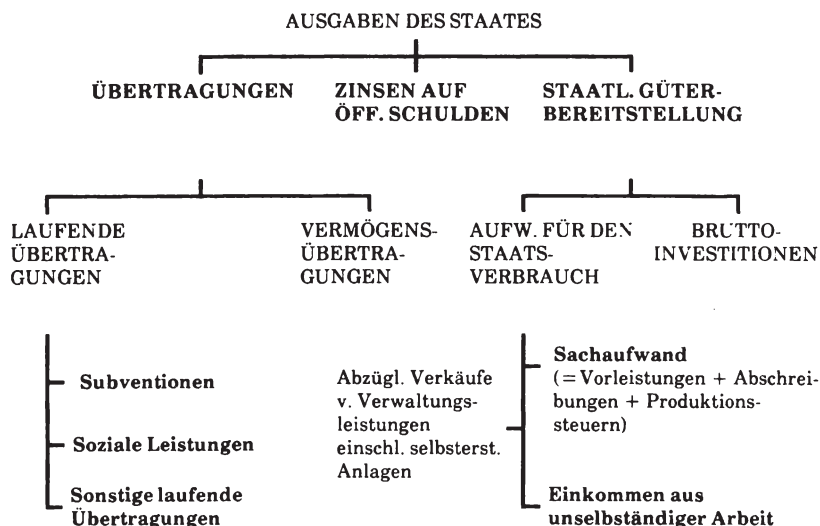 AUSGABEN DES STAATES
ÜBERTRAGUNGEN
ZINSEN AUF
ÖFF. SCHULDEN
STAATL. GÜTER-
BEREITSTELLUNG
LAUFENDE
ÜBERTRA-
GUNGEN
VERMÖGENS-
ÜBERTRA-
GUNGEN
AUFW. FÜR DEN
STAATS-
VERBRAUCH
BRUTTO-
INVESTITIONEN
Subventionen
Soziale Leistungen
Sonstige laufende
Übertragungen
Abzügl. Verkäufe
v. Verwaltungs-
leistungen
einschl. selbsterst.
Anlagen
Sachaufwand
(= Vorleistungen + Abschrei-
bungen + Produktions-
steuern)
Einkommen aus
unselbständiger Arbeit